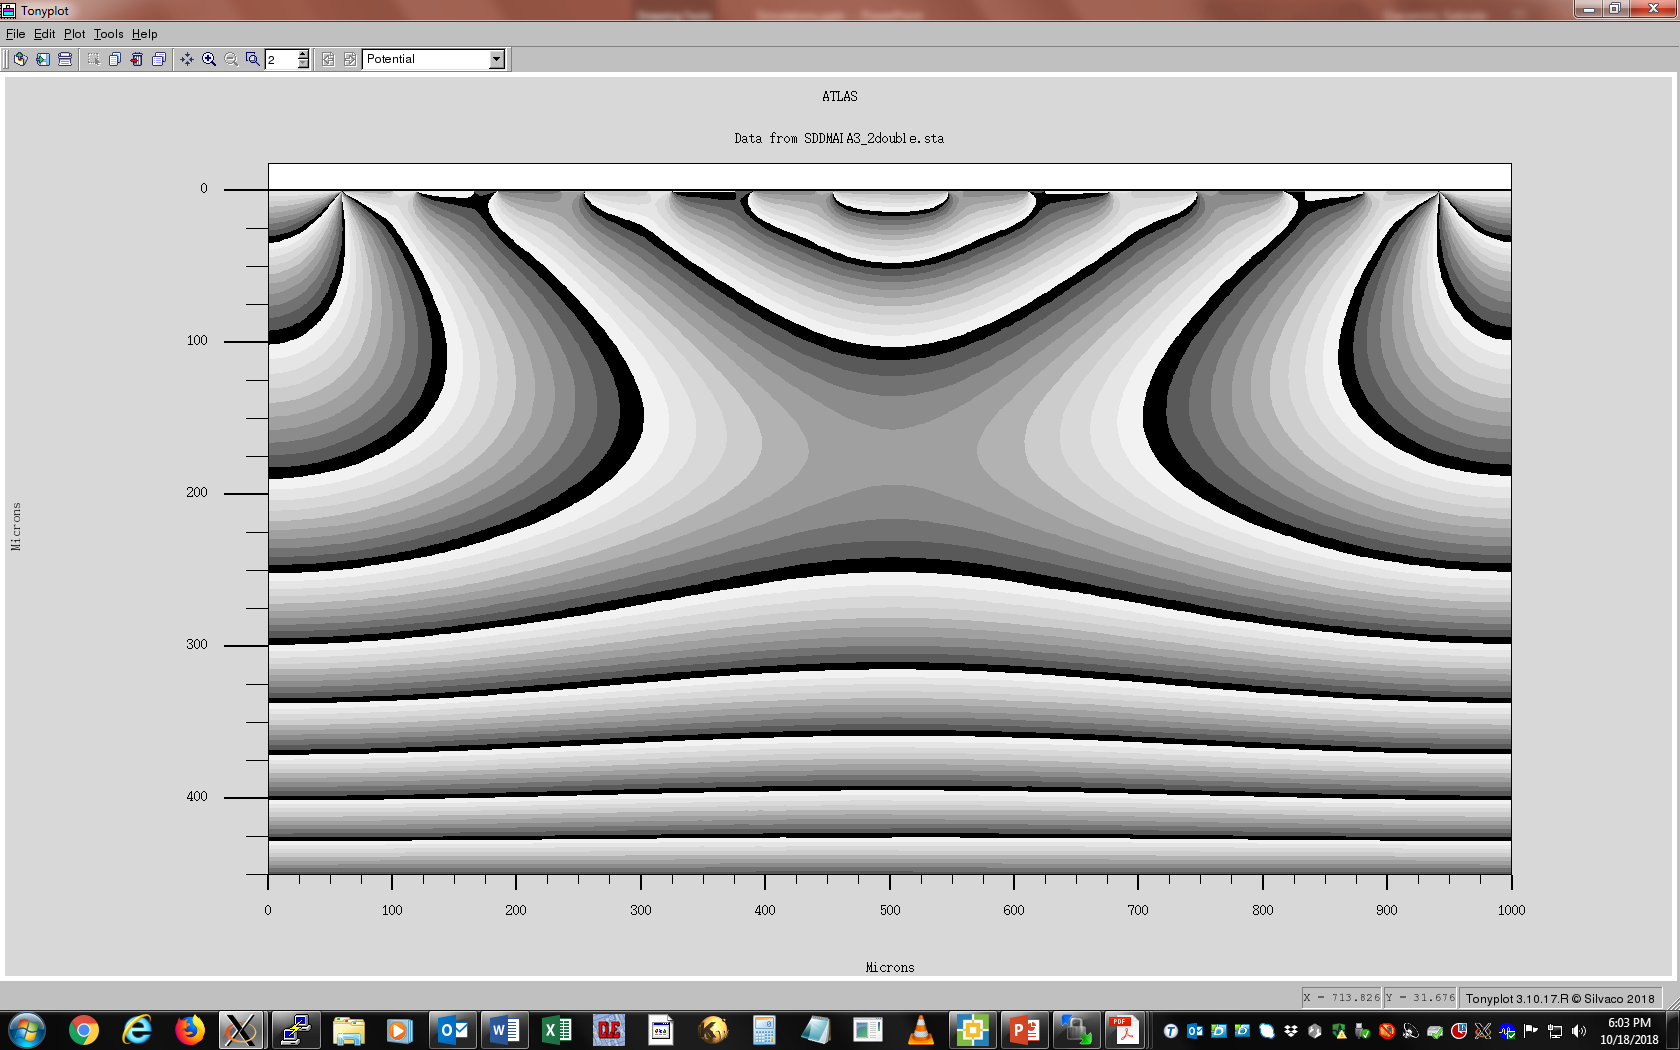 Tonyplot
File Edit Plot Tools Help
2 Potential
ATLAS
Data from SDDMAIA3_2double.sta
0
100
200
300
400
Microns
0 100 200 300 400 500 600 700 800 900 1000
Microns
X = 713.826 Y = 31.676 Tonyplot 3.10.17.R © Silvaco 2018
6:03 PM
10/18/2018